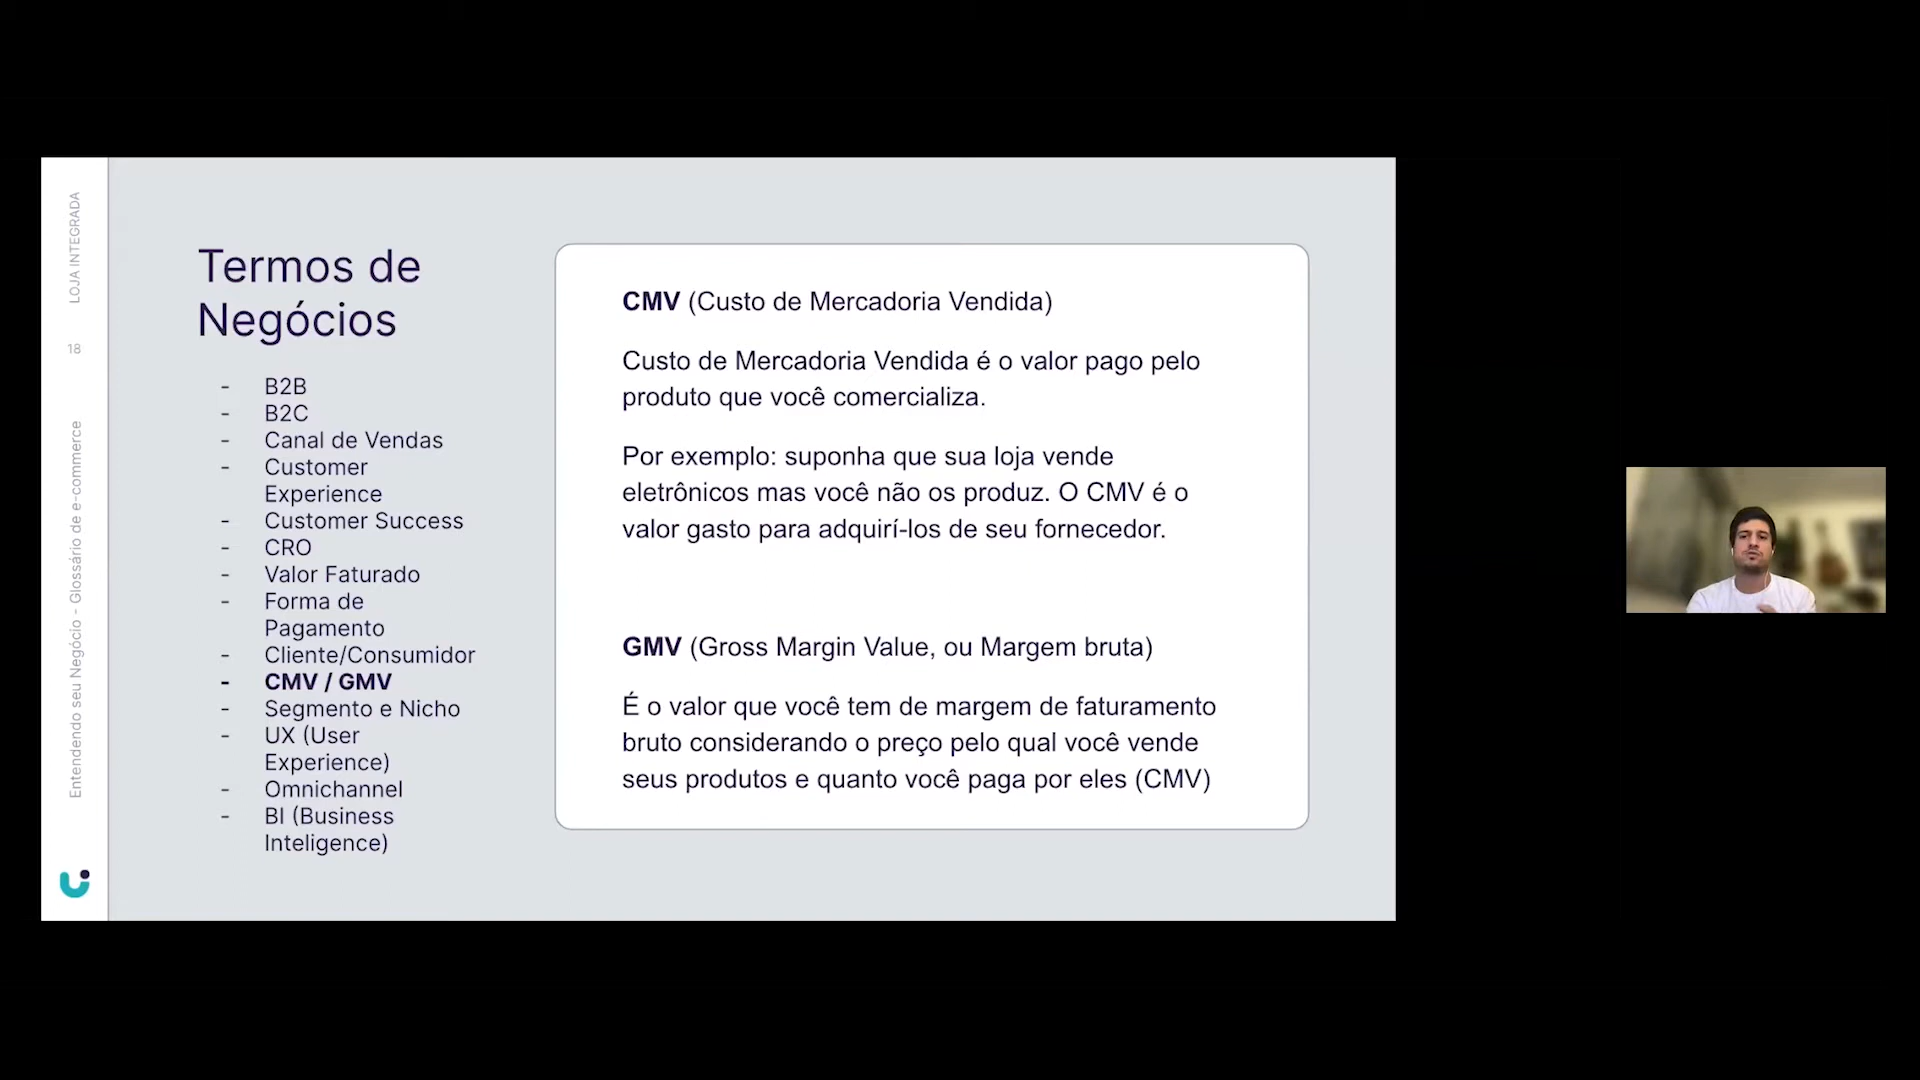 LOJA INTEGRADA
18
Entendendo seu Negócio - Glossário de e-commerce
Termos de
Negócios
- B2B
- B2C
- Canal de Vendas
- Customer
Experience
- Customer Success
- CRO
- Valor Faturado
- Forma de
Pagamento
- Cliente/Consumidor
- CMV / GMV
- Segmento e Nicho
- UX (User
Experience)
- Omnichannel
- BI (Business
Inteligence)
CMV (Custo de Mercadoria Vendida)
Custo de Mercadoria Vendida é o valor pago pelo
produto que você comercializa.
Por exemplo: suponha que sua loja vende
eletrônicos mas você não os produz. O CMV é o
valor gasto para adquirí-los de seu fornecedor.
GMV (Gross Margin Value, ou Margem bruta)
É o valor que você tem de margem de faturamento
bruto considerando o preço pelo qual você vende
seus produtos e quanto você paga por eles (CMV)